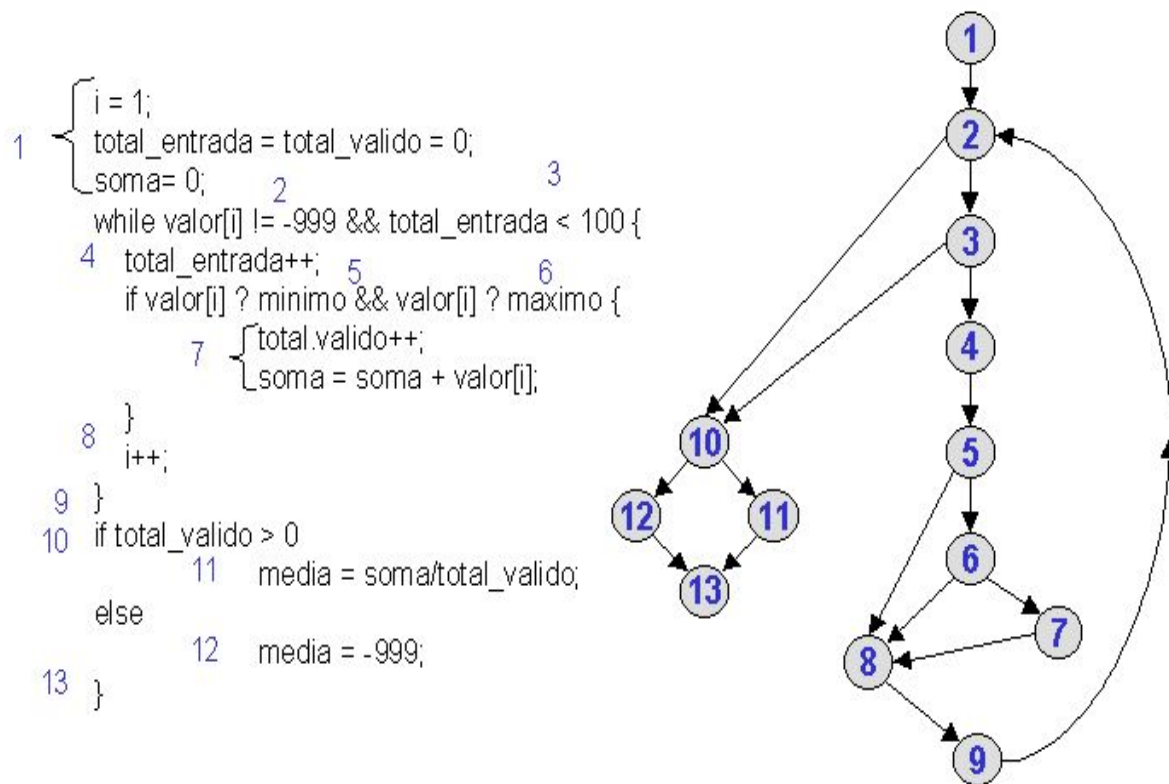 1
i = 1;
total_entrada = total_valido = 0;
soma= 0;
2
3
while valor[i] != -999 && total_entrada < 100 {
4 total_entrada++;
5
6
if valor[i] ? minimo && valor[i] ? maximo {
7
total.valido++;
soma = soma + valor[i];
}
8
i++;
9 }
10 if total_valido > 0
11 media = soma/total_valido;
else
12 media = -999;
13 }
1
2
3
4
10
5
12
11
6
13
7
8
9